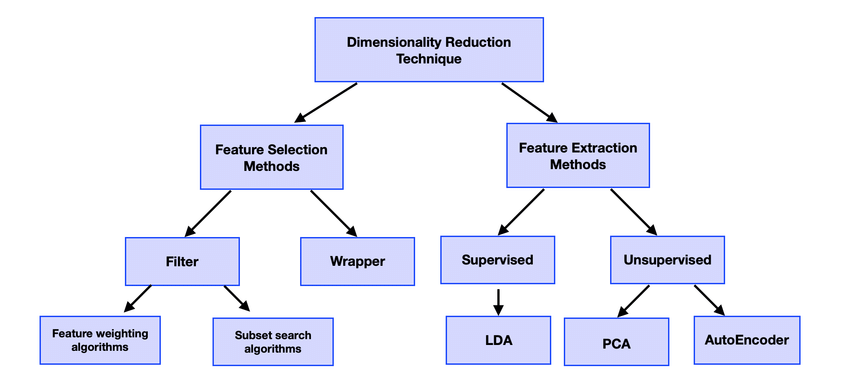 Dimensionality Reduction
Technique
Feature Selection
Methods
Feature Extraction
Methods
Filter
Wrapper
Supervised
Unsupervised
Feature weighting
algorithms
Subset search
algorithms
LDA
PCA
AutoEncoder